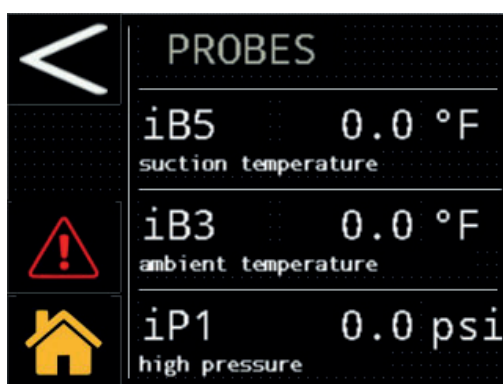 PROBES
iB5 0.0 °F
suction temperature
iB3 0.0 °F
ambient temperature
iP1 0.0 psi
high pressure